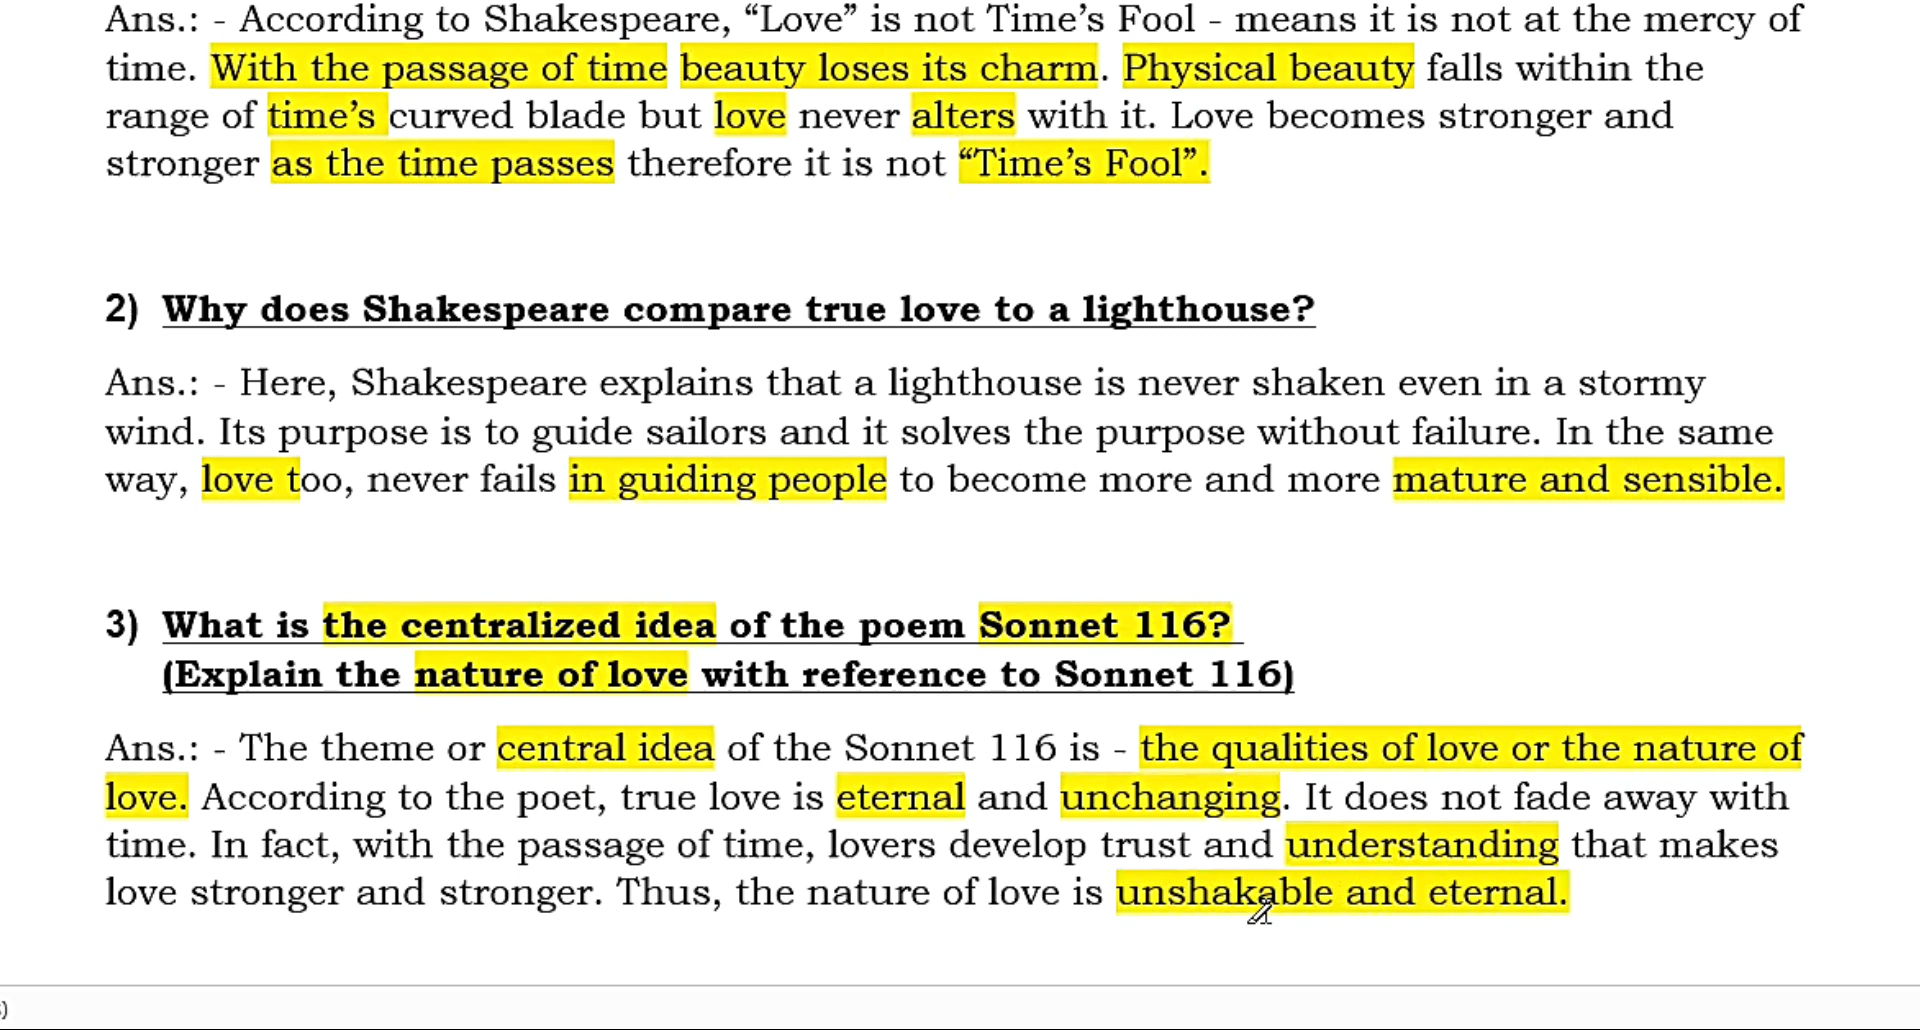 Ans.: - According to Shakespeare, “Love” is not Time’s Fool - means it is not at the mercy of
time. With the passage of time beauty loses its charm. Physical beauty falls within the
range of time’s curved blade but love never alters with it. Love becomes stronger and
stronger as the time passes therefore it is not “Time’s Fool”.
2) Why does Shakespeare compare true love to a lighthouse?
Ans.: - Here, Shakespeare explains that a lighthouse is never shaken even in a stormy
wind. Its purpose is to guide sailors and it solves the purpose without failure. In the same
way, love too, never fails in guiding people to become more and more mature and sensible.
3) What is the centralized idea of the poem Sonnet 116?
(Explain the nature of love with reference to Sonnet 116)
Ans.: - The theme or central idea of the Sonnet 116 is - the qualities of love or the nature of
love. According to the poet, true love is eternal and unchanging. It does not fade away with
time. In fact, with the passage of time, lovers develop trust and understanding that makes
love stronger and stronger. Thus, the nature of love is unshakable and eternal.